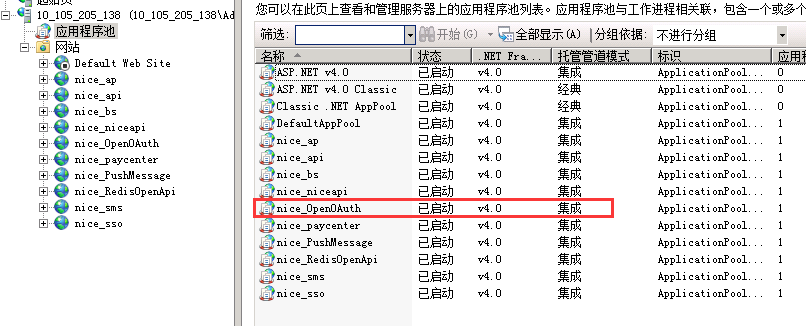 您可以在此页上查看和管理服务器上的应用程序池列表。应用程序池与工作进程相关联，包含一个或多个
10_105_205_138 (10_105_205_138\Ad
应用程序池
网站
Default Web Site
nice_ap
nice_api
nice_bs
nice_niceapi
nice_OpenOAuth
nice_paycenter
nice_PushMessage
nice_RedisOpenApi
nice_sms
nice_sso
筛选: 开始(G) 全部显示(A) 分组依据: 不进行分组
名称 状态 .NET Fra... 托管管道模式 标识 应用程
ASP.NET v4.0 已启动 v4.0 集成 ApplicationPool... 0
ASP.NET v4.0 Classic 已启动 v4.0 经典 ApplicationPool... 0
Classic .NET AppPool 已启动 v4.0 经典 ApplicationPool... 0
DefaultAppPool 已启动 v4.0 集成 ApplicationPool... 1
nice_ap 已启动 v4.0 集成 ApplicationPool... 1
nice_api 已启动 v4.0 集成 ApplicationPool... 1
nice_bs 已启动 v4.0 集成 ApplicationPool... 1
nice_niceapi 已启动 v4.0 集成 ApplicationPool... 1
nice_OpenOAuth 已启动 v4.0 集成 ApplicationPool... 1
nice_paycenter 已启动 v4.0 集成 ApplicationPool... 1
nice_PushMessage 已启动 v4.0 集成 ApplicationPool... 1
nice_RedisOpenApi 已启动 v4.0 集成 ApplicationPool... 1
nice_sms 已启动 v4.0 集成 ApplicationPool... 1
nice_sso 已启动 v4.0 集成 ApplicationPool... 1